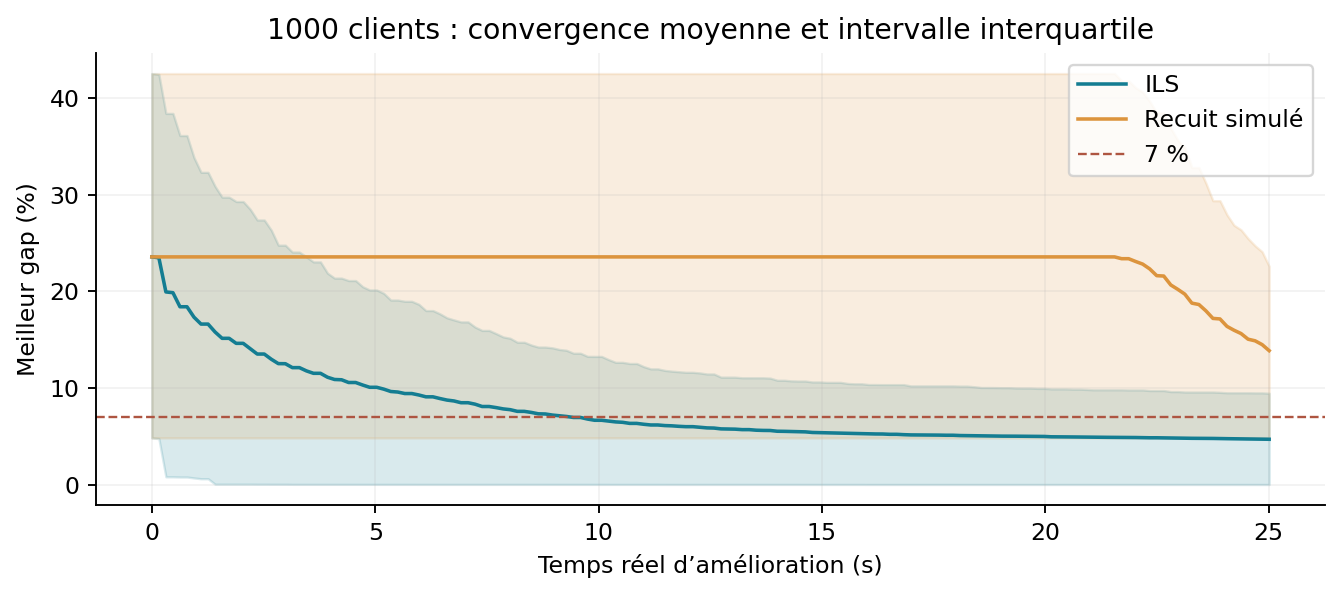 1000 clients : convergence moyenne et intervalle interquartile
ILS
Recuit simulé
7 %
Meilleur gap (%)
40
30
20
10
0
0 5 10 15 20 25
Temps réel d’amélioration (s)